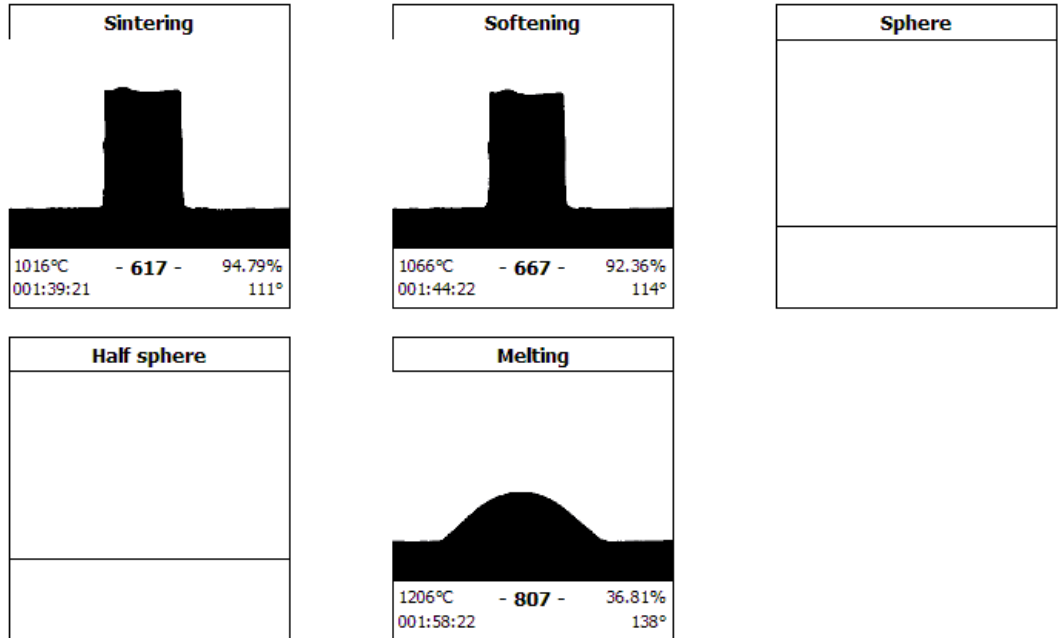 Sintering
1016°C - 617 - 94.79%
001:39:21 111°
Softening
1066°C - 667 - 92.36%
001:44:22 114°
Sphere
Half sphere
Melting
1206°C - 807 - 36.81%
001:58:22 138°